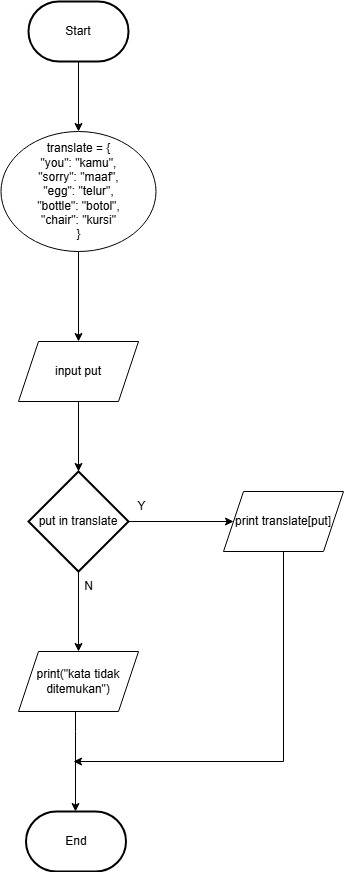 Start
translate = {
"you": "kamu",
"sorry": "maaf",
"egg": "telur",
"bottle": "botol",
"chair": "kursi"
}
input put
put in translate
Y
print translate[put]
N
print("kata tidak
ditemukan")
End